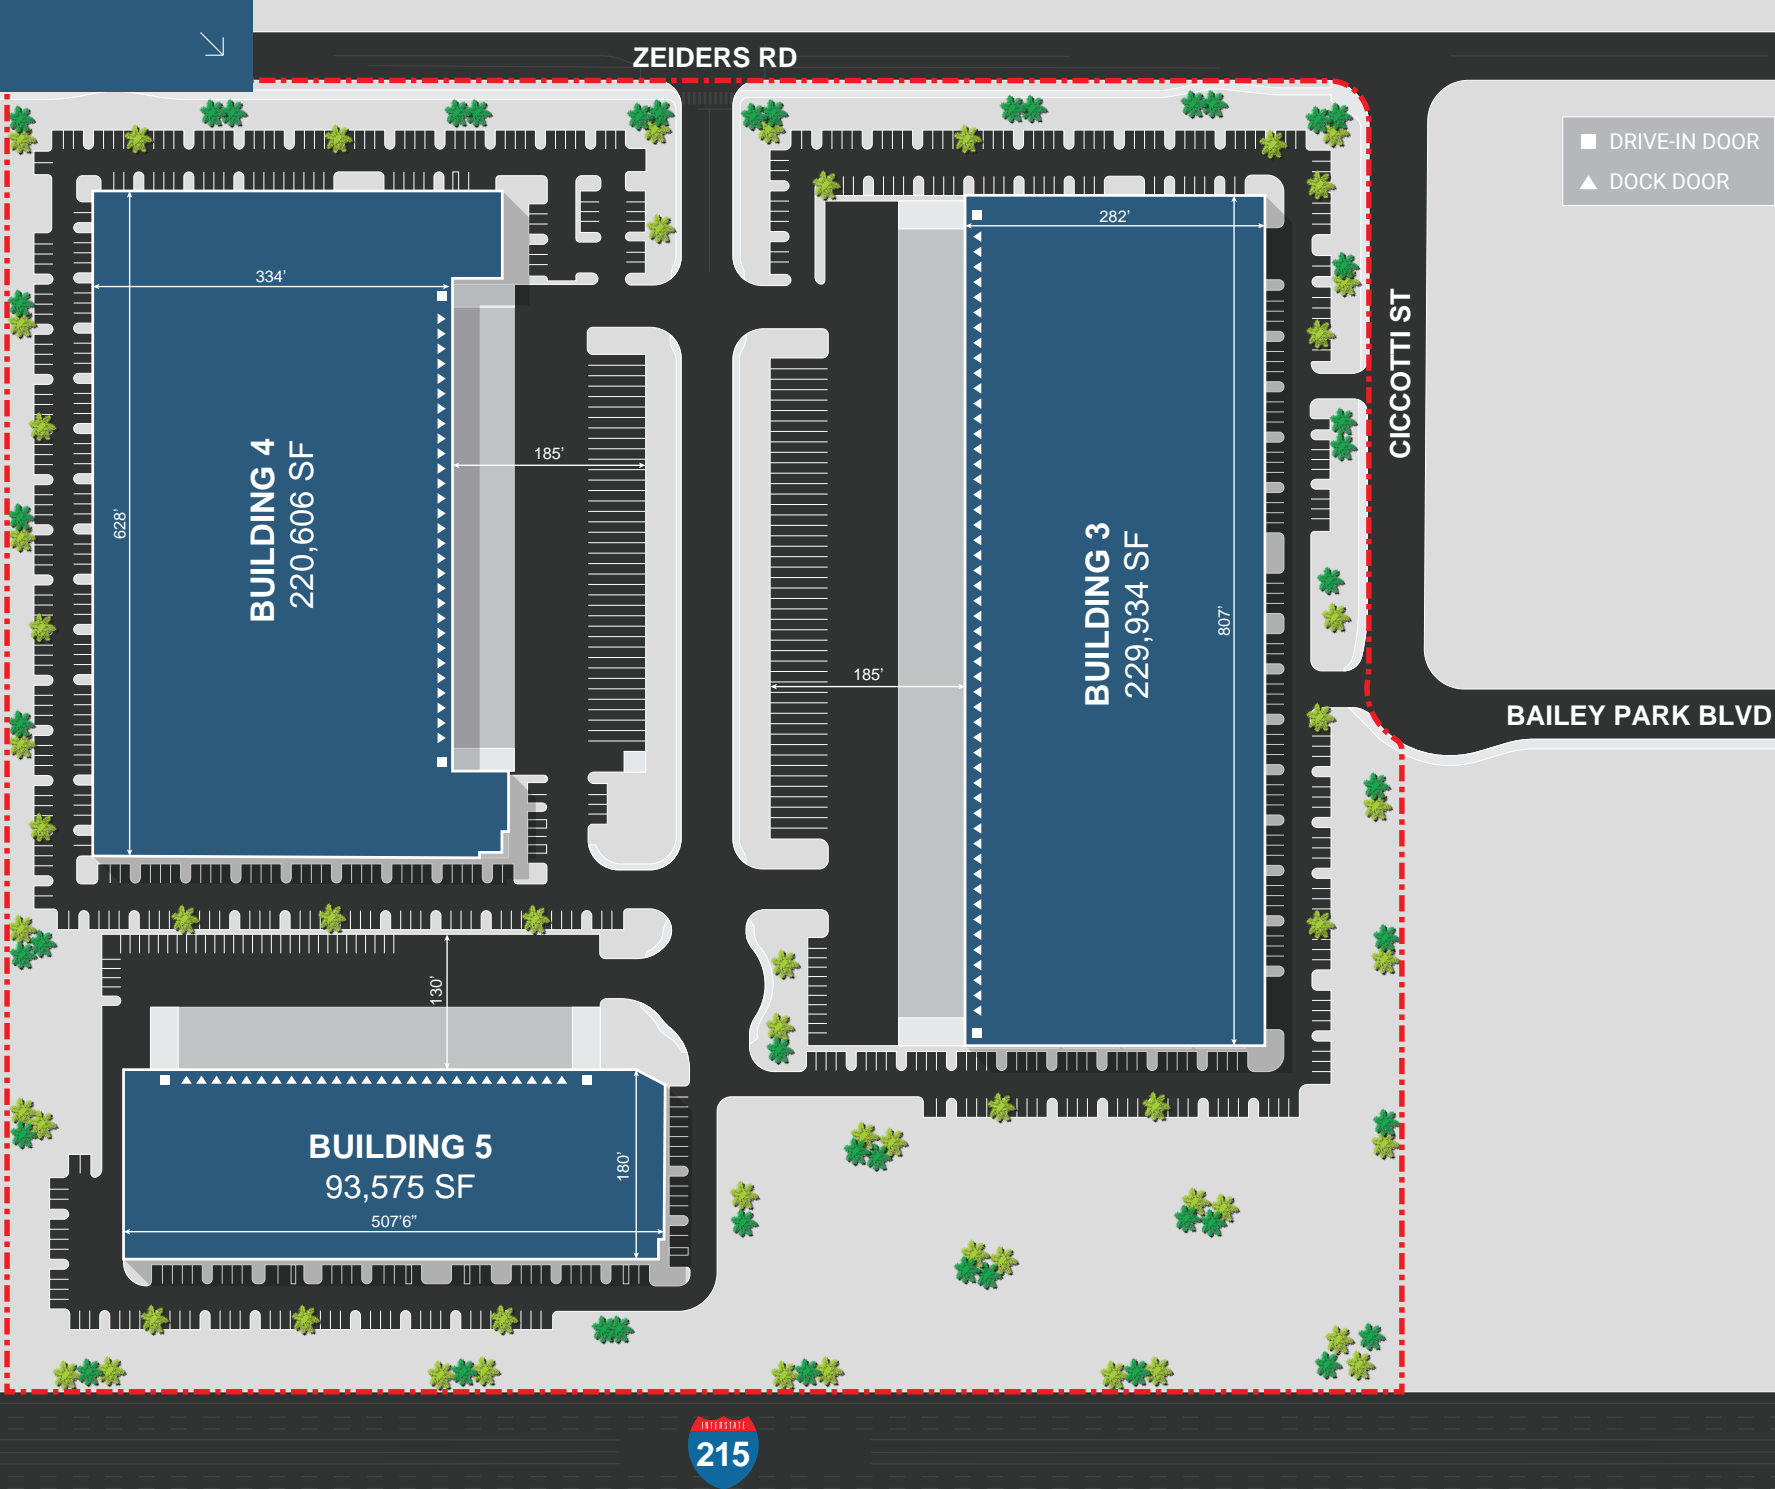 ZEIDERS RD
DRIVE-IN DOOR
DOCK DOOR
282'
334'
CICCOTTI ST
185'
BUILDING 4
220,606 SF
628'
BUILDING 3
229,934 SF
807'
185'
BAILEY PARK BLVD
130'
BUILDING 5
93,575 SF
180'
507'6"
INTERSTATE
215